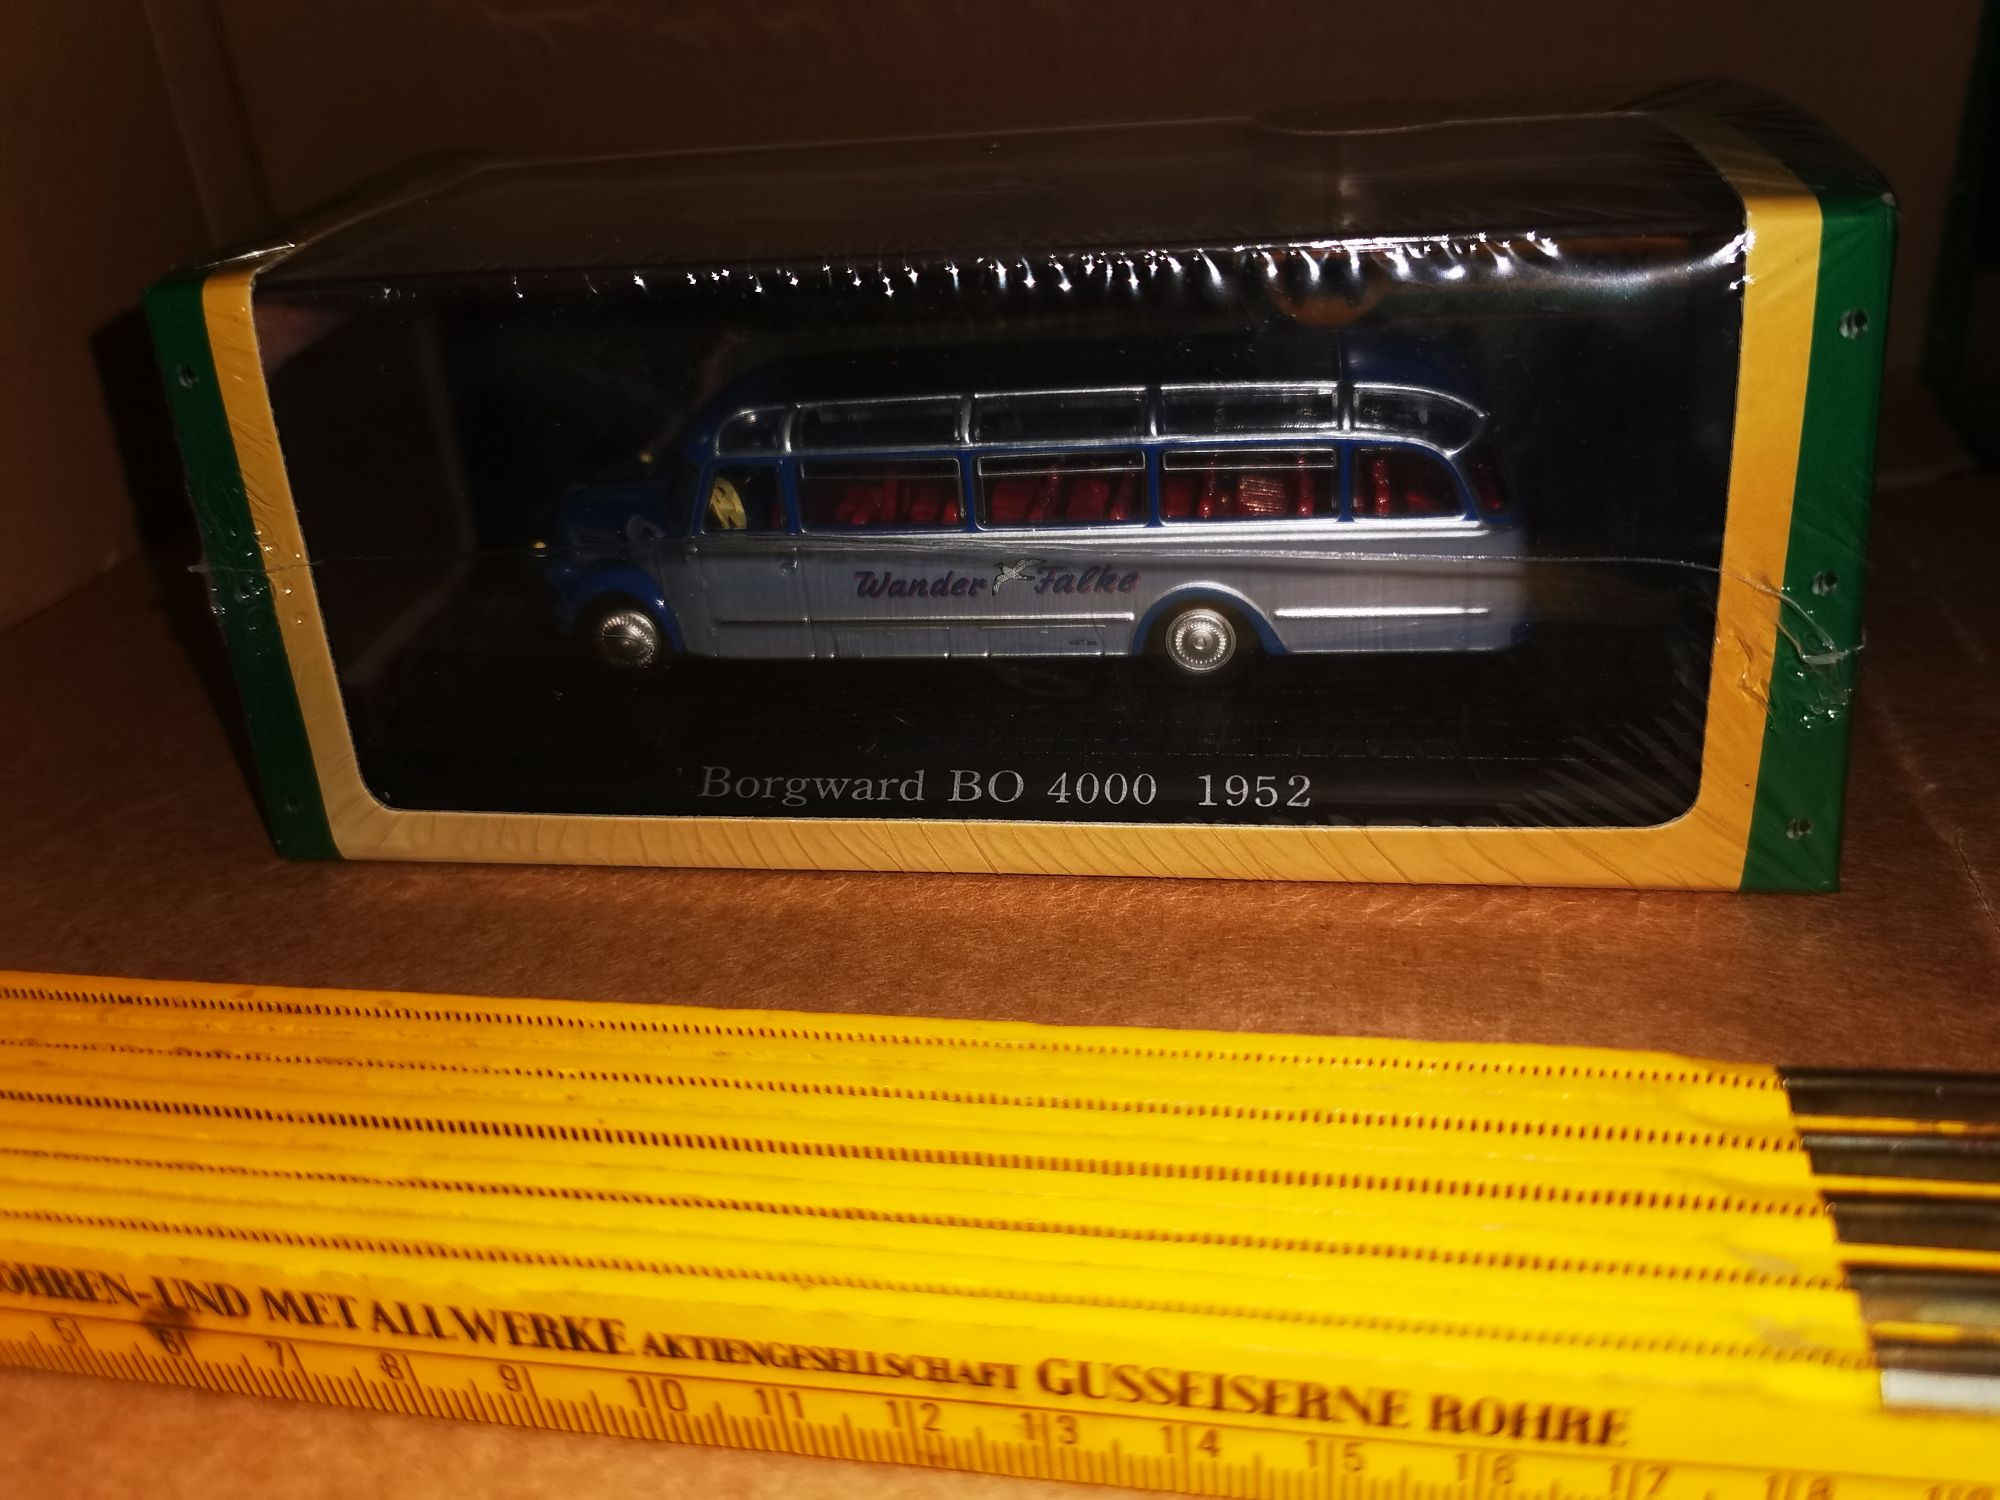 Wander Falke
Borgward BO 4000 1952
ÖHREN-UND METALLWERKE AKTIENGESELLSCHAFT GUSSEISERNE ROHRE
5 6 7 8 9 10 11 12 13 14 15 16 17 18